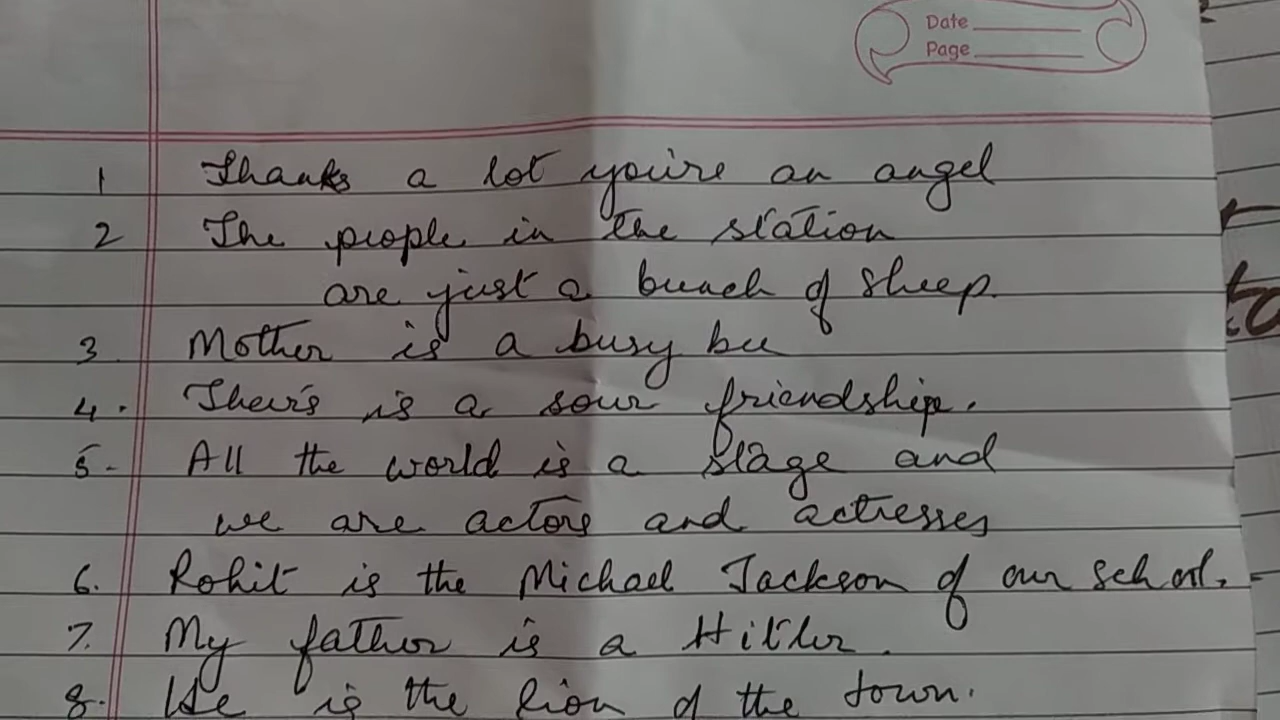 Date
Page
1 Thanks a lot you're an angel
2 The people in the station
are just a bunch of sheep.
3 Mother is a busy bee
4. Their's is a sour friendship.
5- All the world is a stage and
we are actors and actresses
6. Rohit is the Michael Jackson of our school.
7. My father is a Hitler.
8. He is the lion of the town.